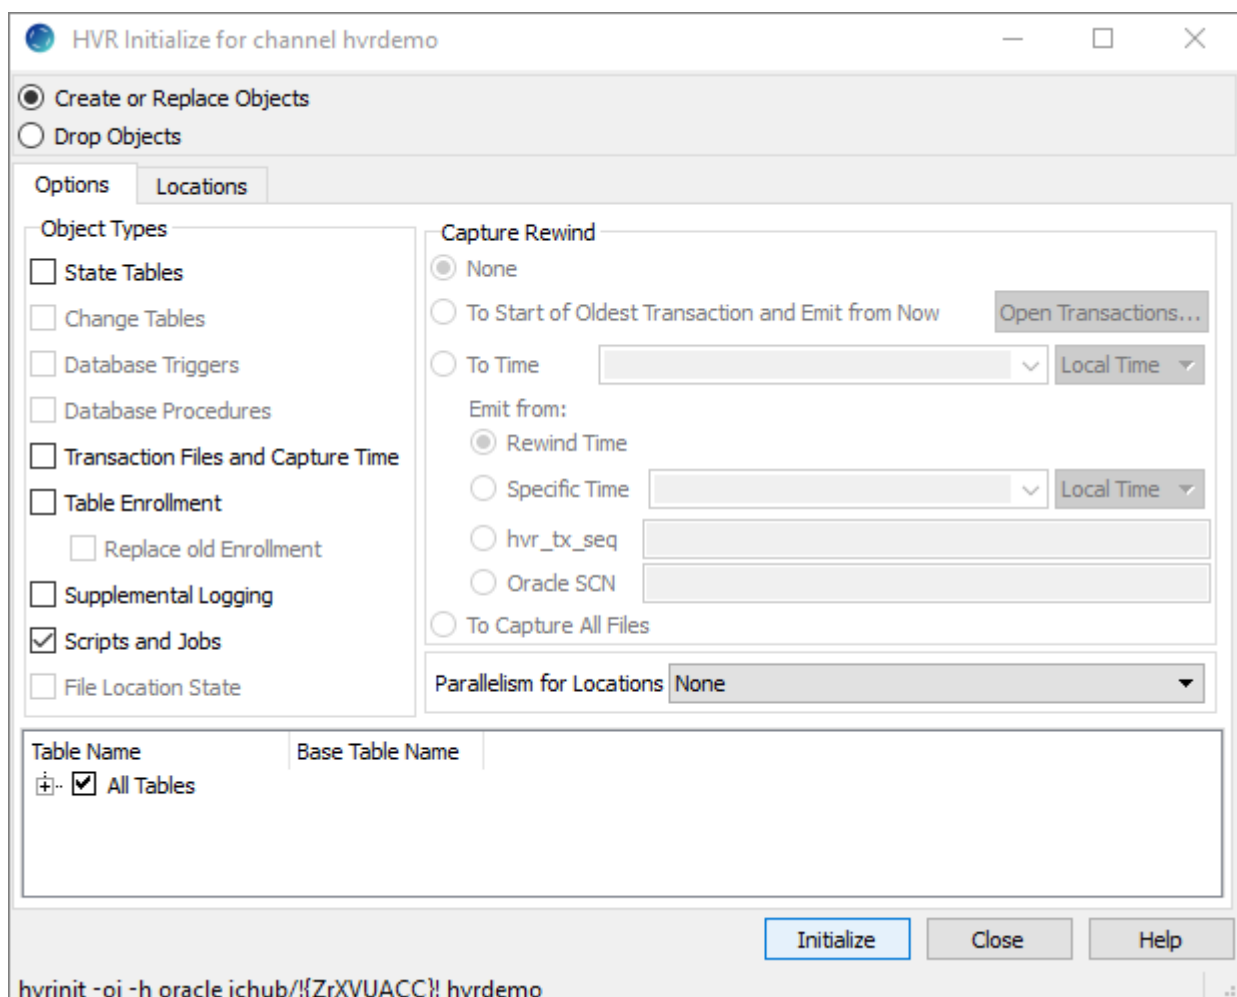 HVR Initialize for channel hvrdemo
Create or Replace Objects
Drop Objects
Options Locations
Object Types
State Tables
Change Tables
Database Triggers
Database Procedures
Transaction Files and Capture Time
Table Enrollment
Replace old Enrollment
Supplemental Logging
Scripts and Jobs
File Location State
Capture Rewind
None
To Start of Oldest Transaction and Emit from Now Open Transactions...
To Time Local Time
Emit from:
Rewind Time
Specific Time Local Time
hvr_tx_seq
Oracle SCN
To Capture All Files
Parallelism for Locations None
Table Name Base Table Name
All Tables
Initialize Close Help
hvrinit -oj -h oracle ichub/!{ZrXVUACC}! hvrdemo